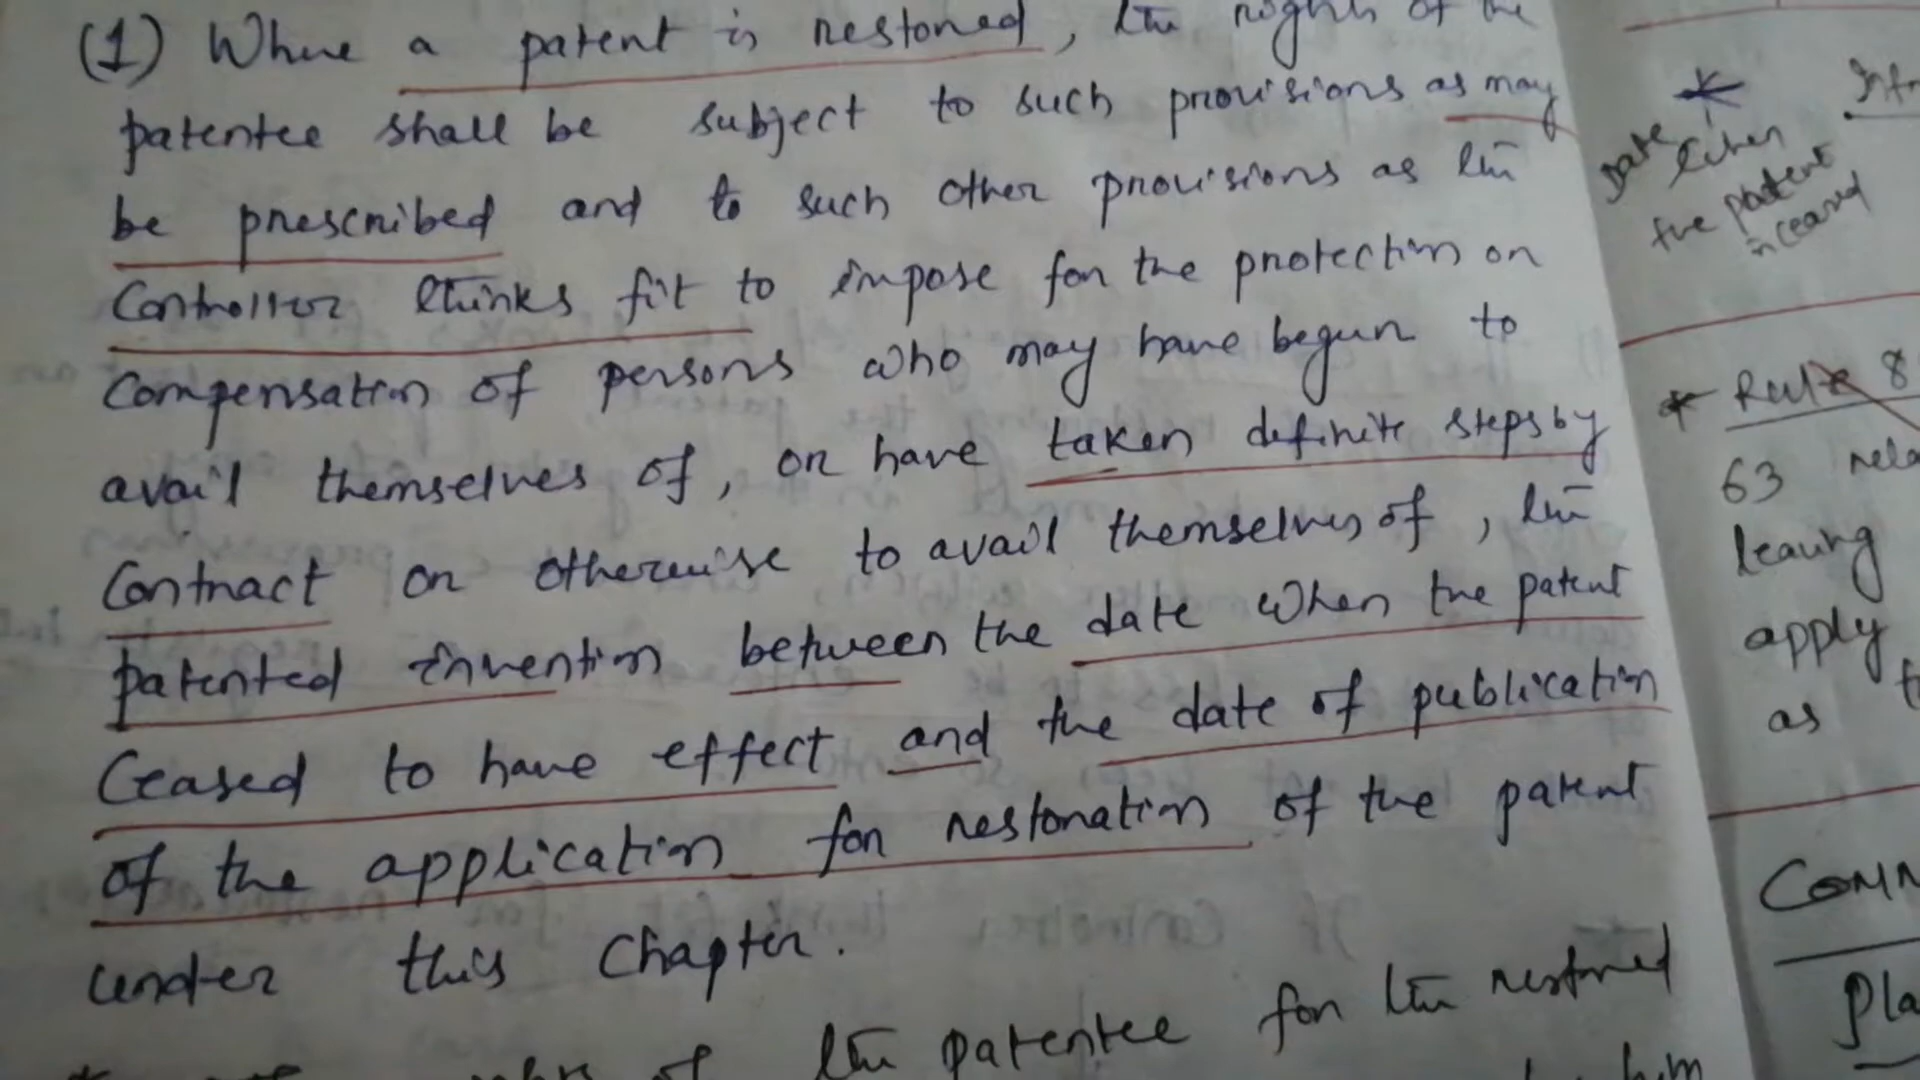 (1) Where a patent is restored, the rights of the
patentee shall be subject to such provisions as may
be prescribed and to such other provisions as the
Controller thinks fit to impose for the protection or
Compensation of persons who may have begun to
avail themselves of, or have taken definite steps by
Contract or otherwise to avail themselves of, the
patented invention between the date when the patent
Ceased to have effect and the date of publication
of the application for restoration of the patent
under this Chapter.
of the patentee for the restored
him
Date when
the patent
ceased
* Rule 8
63 rela
leaving
apply
as t
COMM
Pla